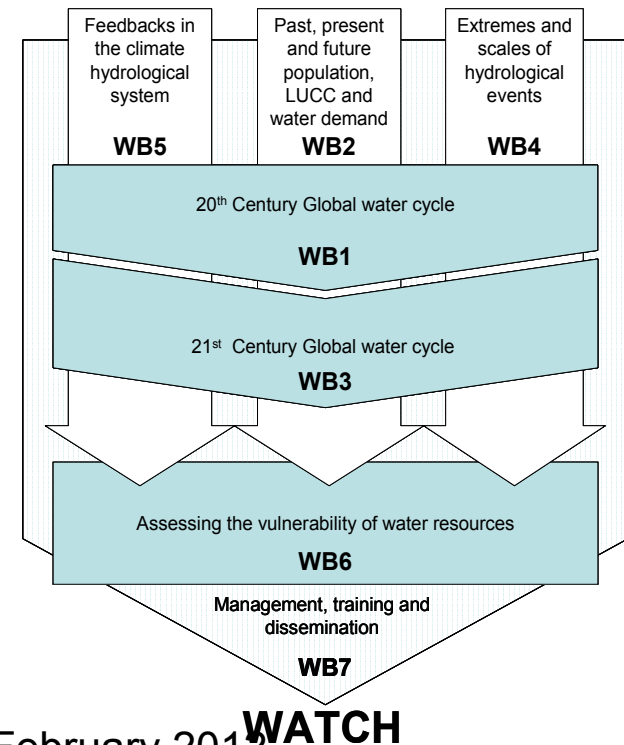 Feedbacks in
the climate
hydrological
system
WB5
Past, present
and future
population,
LUCC and
water demand
WB2
Extremes and
scales of
hydrological
events
WB4
20th Century Global water cycle
WB1
21st Century Global water cycle
WB3
Assessing the vulnerability of water resources
WB6
Management, training and
dissemination
WB7
WATCH
February